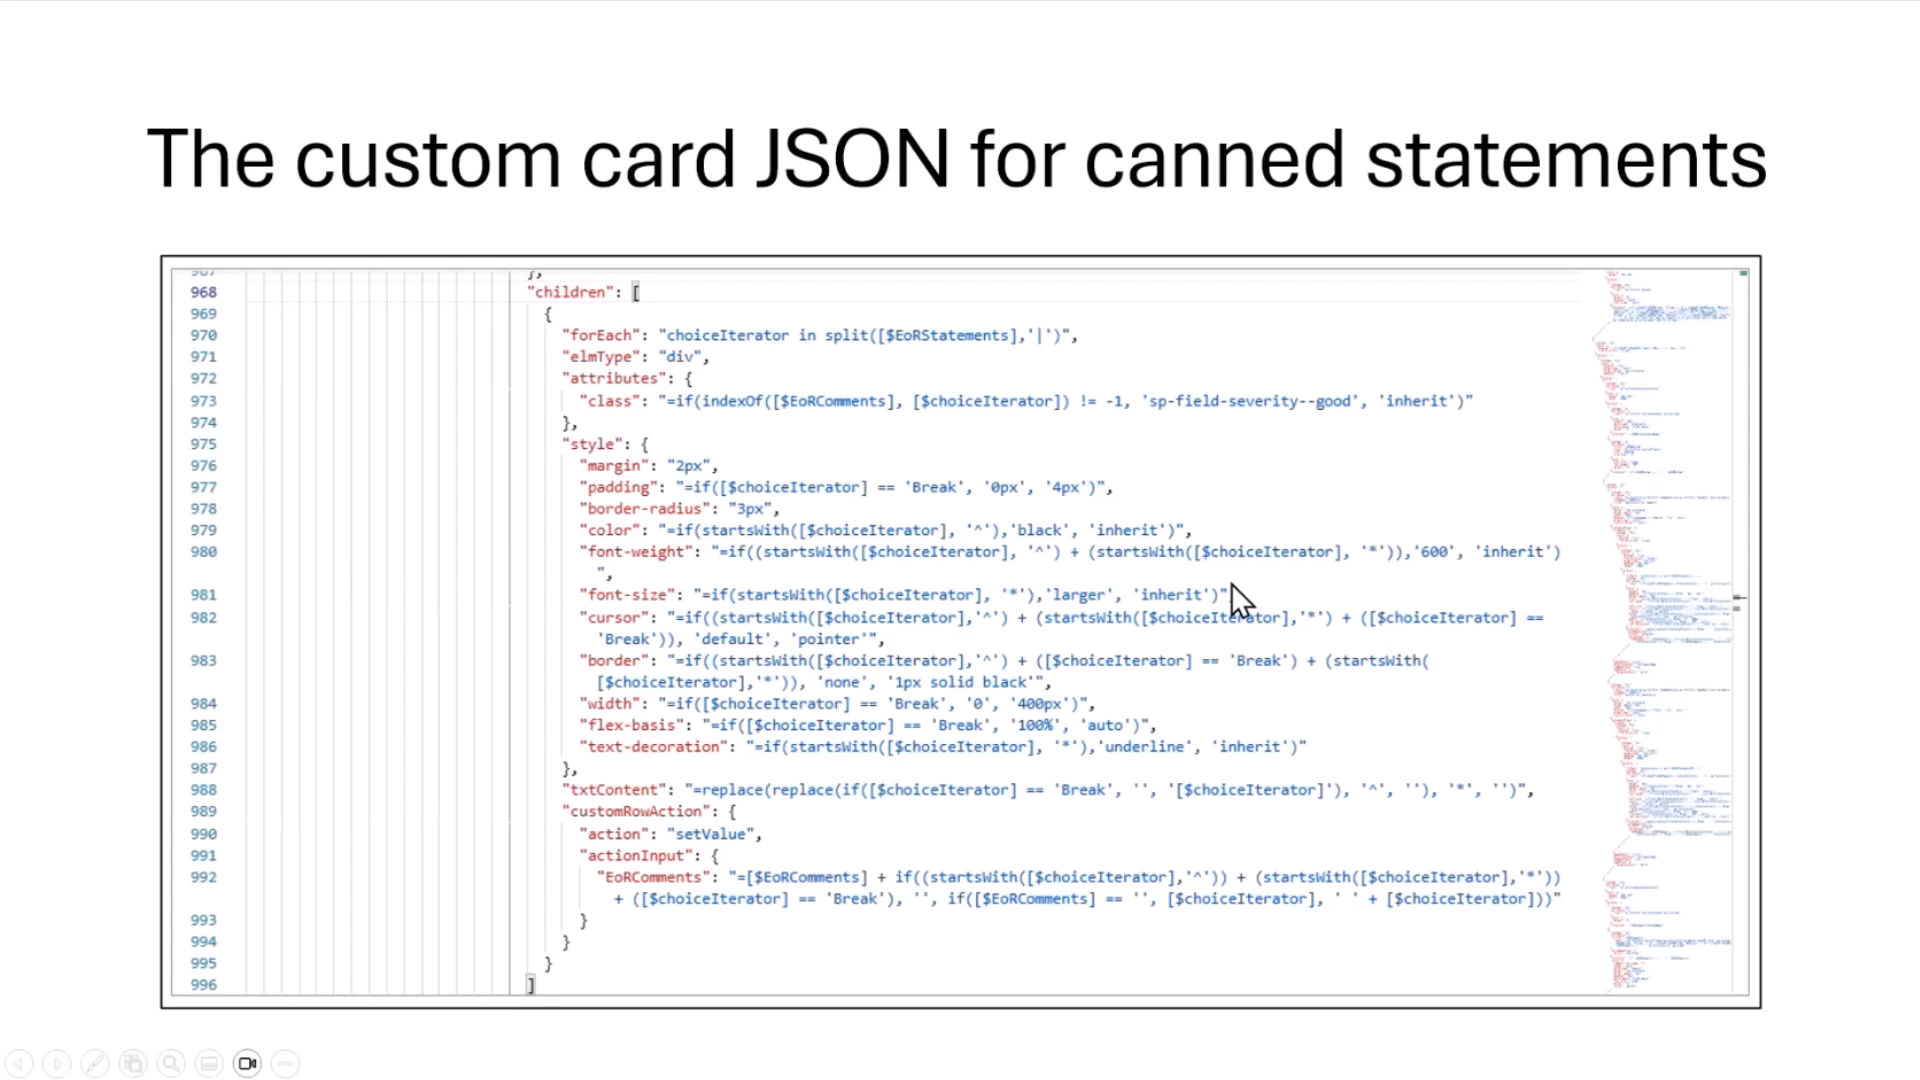 The custom card JSON for canned statements
967 },
968 "children": [
969 {
970 "forEach": "choiceIterator in split([$EoRStatements],'|')",
971 "elmType": "div",
972 "attributes": {
973 "class": "=if(indexOf([$EoRComments], [$choiceIterator]) != -1, 'sp-field-severity--good', 'inherit')"
974 },
975 "style": {
976 "margin": "2px",
977 "padding": "=if([$choiceIterator] == 'Break', '0px', '4px')",
978 "border-radius": "3px",
979 "color": "=if(startsWith([$choiceIterator], '^'),'black', 'inherit')",
980 "font-weight": "=if((startsWith([$choiceIterator], '^') + (startsWith([$choiceIterator], '*')),'600', 'inherit')
",
981 "font-size": "=if(startsWith([$choiceIterator], '*'),'larger', 'inherit')"
982 "cursor": "=if((startsWith([$choiceIterator],'^') + (startsWith([$choiceIterator],'*') + ([$choiceIterator] ==
'Break')), 'default', 'pointer'",
983 "border": "=if((startsWith([$choiceIterator],'^') + ([$choiceIterator] == 'Break') + (startsWith(
[$choiceIterator],'*')), 'none', '1px solid black'",
984 "width": "=if([$choiceIterator] == 'Break', '0', '400px')",
985 "flex-basis": "=if([$choiceIterator] == 'Break', '100%', 'auto')",
986 "text-decoration": "=if(startsWith([$choiceIterator], '*'),'underline', 'inherit')"
987 },
988 "txtContent": "=replace(replace(if([$choiceIterator] == 'Break', '', '[$choiceIterator]'), '^', ''), '*', '')",
989 "customRowAction": {
990 "action": "setValue",
991 "actionInput": {
992 "EoRComments": "=[$EoRComments] + if((startsWith([$choiceIterator],'^')) + (startsWith([$choiceIterator],'*'))
+ ([$choiceIterator] == 'Break'), '', if([$EoRComments] == '', [$choiceIterator], ' ' + [$choiceIterator]))"
993 }
994 }
995 }
996 ]